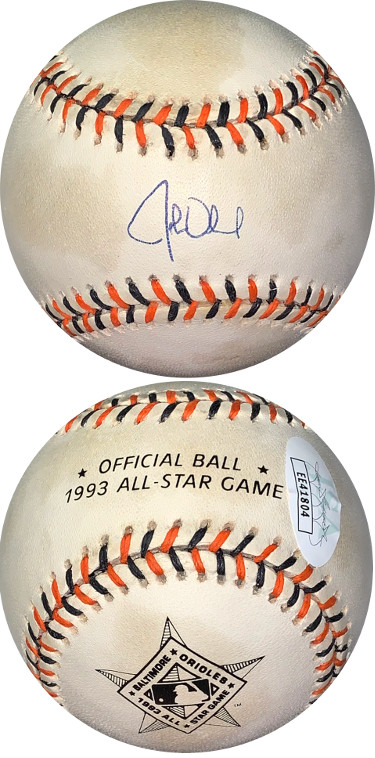 ★ OFFICIAL BALL ★
1993 ALL-STAR GAME
EE41804
BALTIMORE ★ ORIOLES
1993 ALL ★ STAR GAME